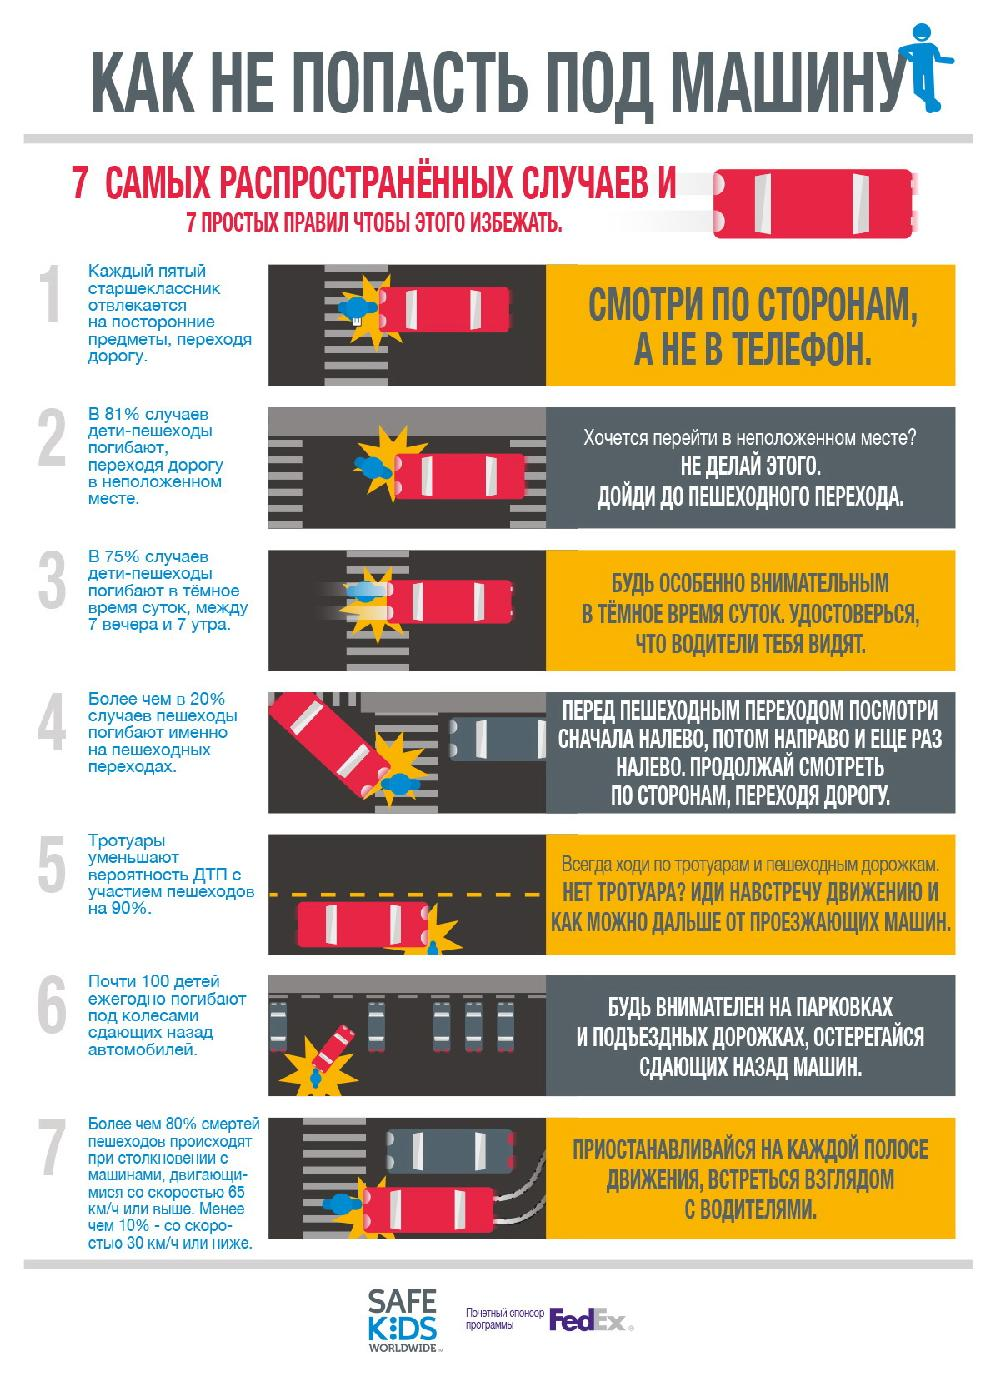 КАК НЕ ПОПАСТЬ ПОД МАШИНУ
7 САМЫХ РАСПРОСТРАНЁННЫХ СЛУЧАЕВ И
7 ПРОСТЫХ ПРАВИЛ ЧТОБЫ ЭТОГО ИЗБЕЖАТЬ.
1
Каждый пятый
старшеклассник
отвлекается
на посторонние
предметы, переходя
дорогу.
СМОТРИ ПО СТОРОНАМ,
А НЕ В ТЕЛЕФОН.
2
В 81% случаев
дети-пешеходы
погибают,
переходя дорогу
в неположенном
месте.
Хочется перейти в неположенном месте?
НЕ ДЕЛАЙ ЭТОГО.
ДОЙДИ ДО ПЕШЕХОДНОГО ПЕРЕХОДА.
3
В 75% случаев
дети-пешеходы
погибают в тёмное
время суток, между
7 вечера и 7 утра.
БУДЬ ОСОБЕННО ВНИМАТЕЛЬНЫМ
В ТЁМНОЕ ВРЕМЯ СУТОК. УДОСТОВЕРЬСЯ,
ЧТО ВОДИТЕЛИ ТЕБЯ ВИДЯТ.
4
Более чем в 20%
случаев пешеходы
погибают именно
на пешеходных
переходах.
ПЕРЕД ПЕШЕХОДНЫМ ПЕРЕХОДОМ ПОСМОТРИ
СНАЧАЛА НАЛЕВО, ПОТОМ НАПРАВО И ЕЩЕ РАЗ
НАЛЕВО. ПРОДОЛЖАЙ СМОТРЕТЬ
ПО СТОРОНАМ, ПЕРЕХОДЯ ДОРОГУ.
5
Тротуары
уменьшают
вероятность ДТП с
участием пешеходов
на 90%.
Всегда ходи по тротуарам и пешеходным дорожкам.
НЕТ ТРОТУАРА? ИДИ НАВСТРЕЧУ ДВИЖЕНИЮ И
КАК МОЖНО ДАЛЬШЕ ОТ ПРОЕЗЖАЮЩИХ МАШИН.
6
Почти 100 детей
ежегодно погибают
под колесами
сдающих назад
автомобилей.
БУДЬ ВНИМАТЕЛЕН НА ПАРКОВКАХ
И ПОДЪЕЗДНЫХ ДОРОЖКАХ, ОСТЕРЕГАЙСЯ
СДАЮЩИХ НАЗАД МАШИН.
7
Более чем 80% смертей
пешеходов происходят
при столкновении с
машинами, двигающи-
мися со скоростью 65
км/ч или выше. Менее
чем 10% - со скоро-
стью 30 км/ч или ниже.
ПРИОСТАНАВЛИВАЙСЯ НА КАЖДОЙ ПОЛОСЕ
ДВИЖЕНИЯ, ВСТРЕТЬСЯ ВЗГЛЯДОМ
С ВОДИТЕЛЯМИ.
SAFE
KIDS
WORLDWIDE
Почетный спонсор
программы
FedEx